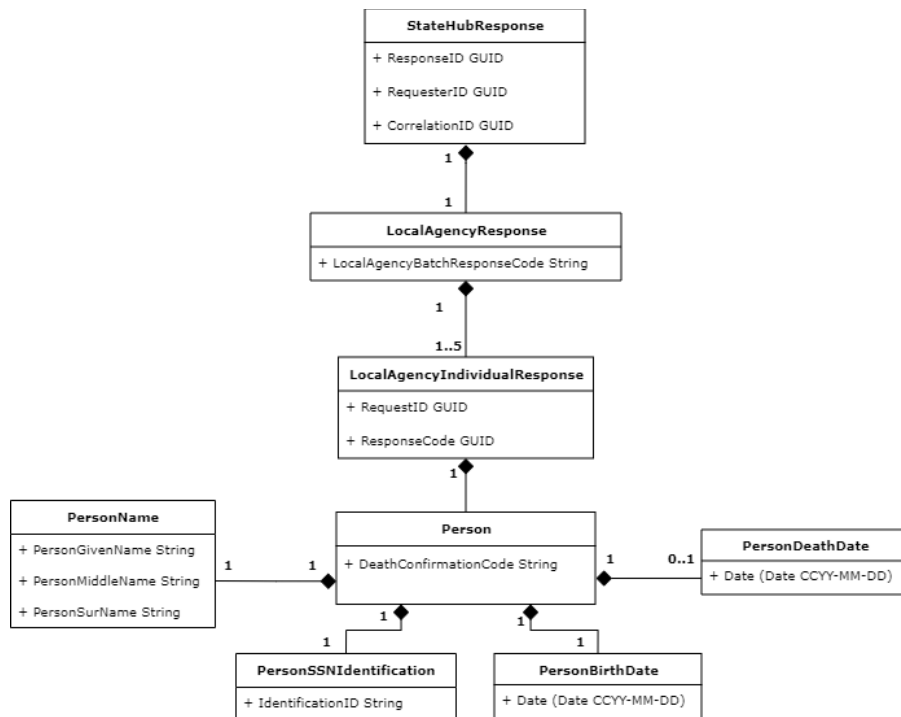 StateHubResponse
+ ResponseID GUID
+ RequesterID GUID
+ CorrelationID GUID
1
1
LocalAgencyResponse
+ LocalAgencyBatchResponseCode String
1
1..5
LocalAgencyIndividualResponse
+ RequestID GUID
+ ResponseCode GUID
1
PersonName
+ PersonGivenName String
+ PersonMiddleName String
+ PersonSurName String
1
1
Person
+ DeathConfirmationCode String
1
0..1
PersonDeathDate
+ Date (Date CCYY-MM-DD)
1
1
PersonSSNIdentification
+ IdentificationID String
1
1
PersonBirthDate
+ Date (Date CCYY-MM-DD)